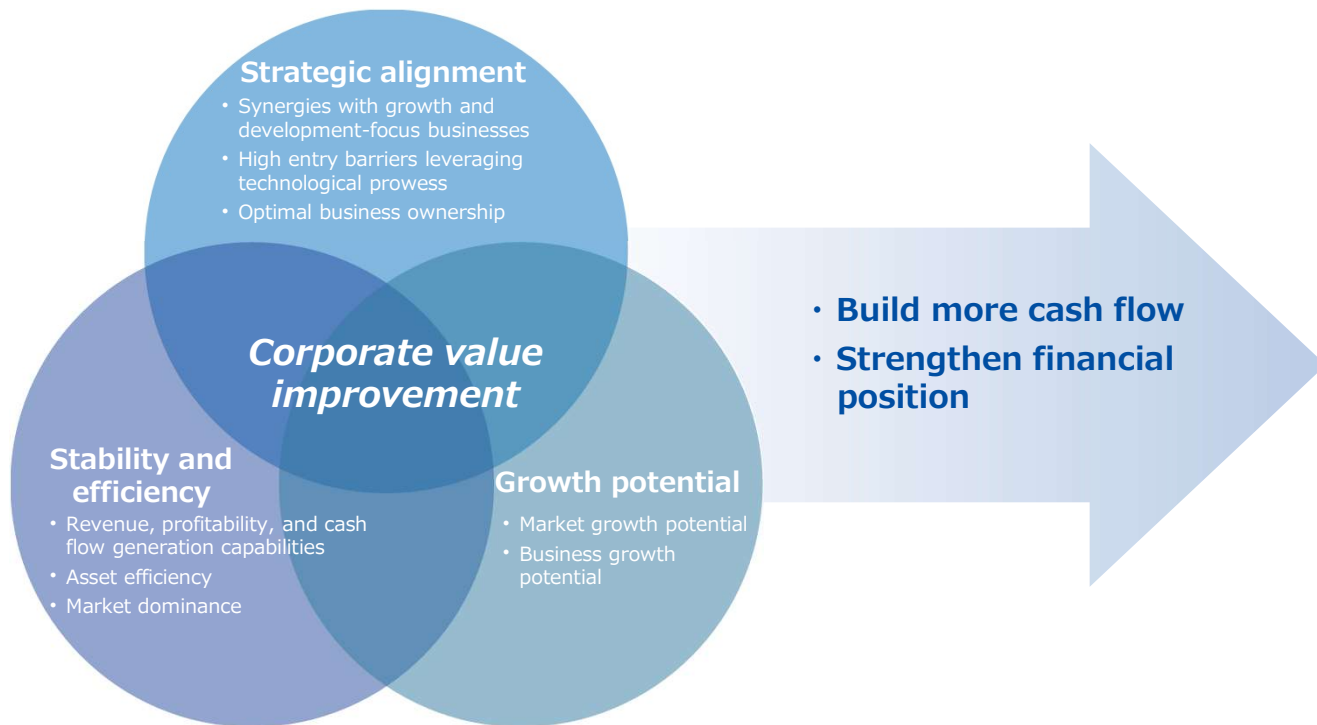 Strategic alignment
・Synergies with growth and
development-focus businesses
・High entry barriers leveraging
technological prowess
・Optimal business ownership
Corporate value
improvement
Stability and
efficiency
・Revenue, profitability, and cash
flow generation capabilities
・Asset efficiency
・Market dominance
Growth potential
・Market growth potential
・Business growth
potential
・Build more cash flow
・Strengthen financial
position